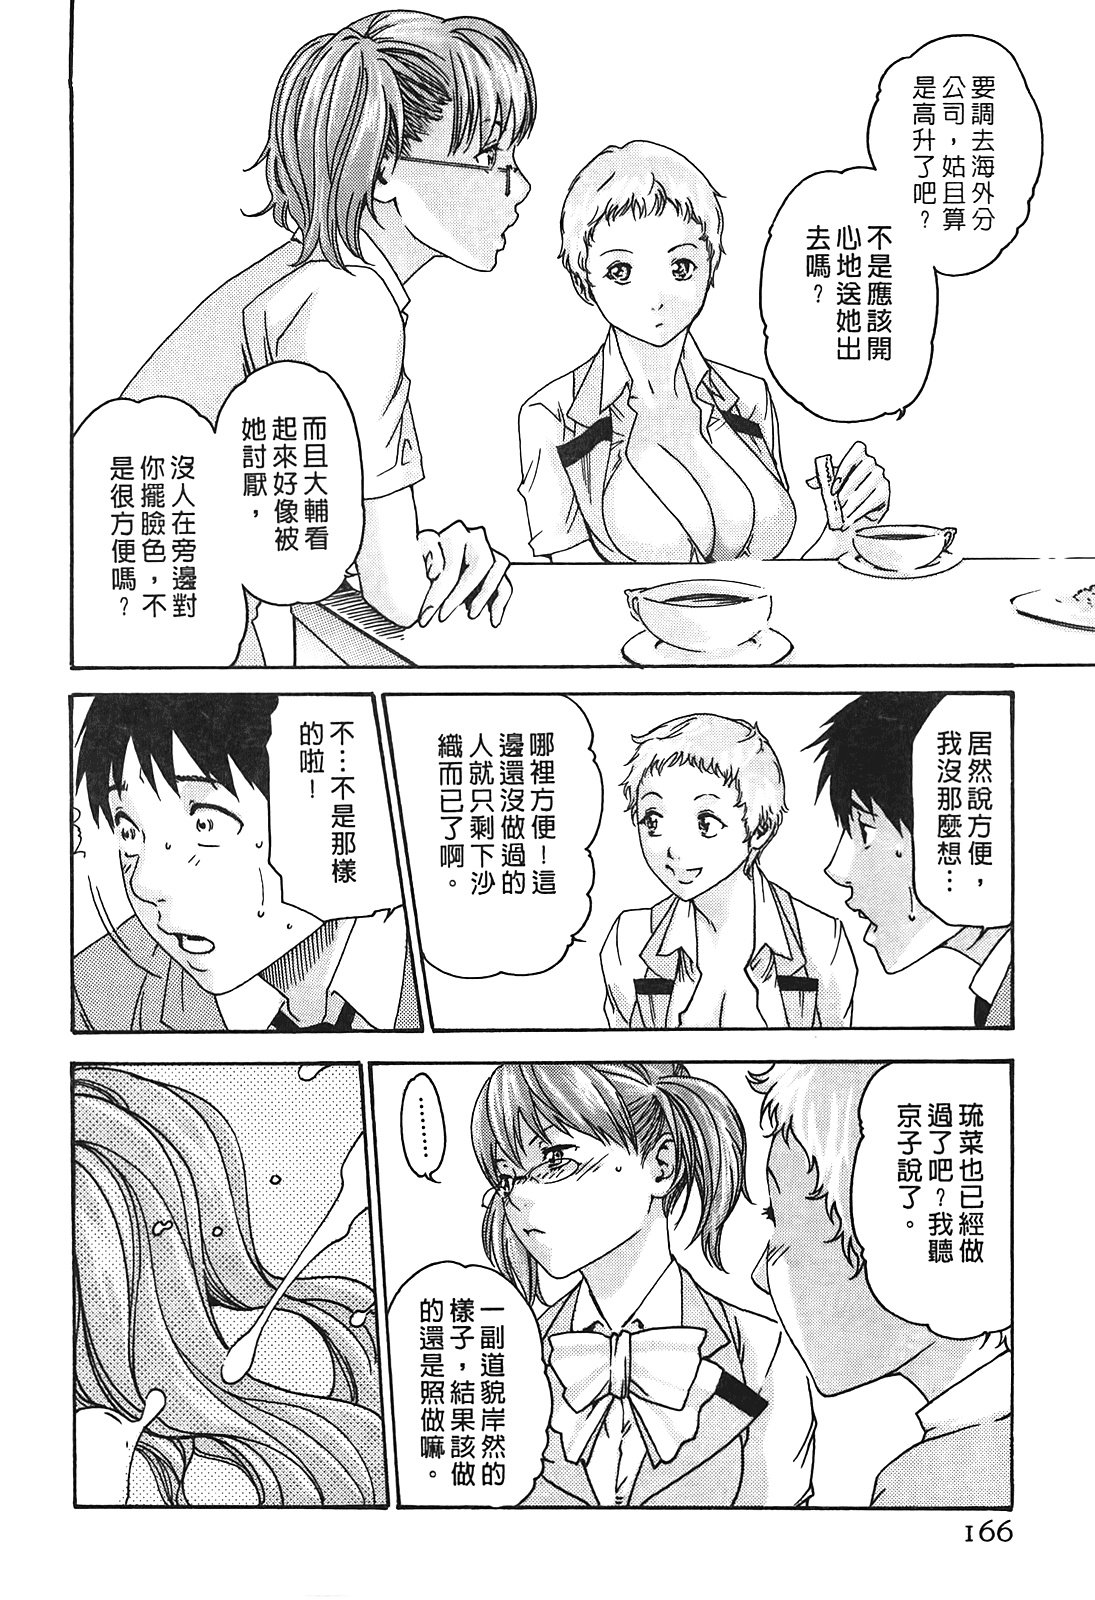 要調去海外分
公司，姑且算
是高升了吧？
不是應該開
心地送她出
去嗎？
而且大輔看
起來好像被
她討厭，
沒人在旁邊對
你擺臉色，不
是很方便嗎？
居然說方便，
我沒那麼想…
哪裡方便！這
邊還沒做過的
人就只剩下沙
織而已了啊。
不…不是那樣
的啦！
琉菜也已經做
過了吧？我聽
京子說了。
………
一副道貌岸然的
樣子，結果該做
的還是照做嘛。
166